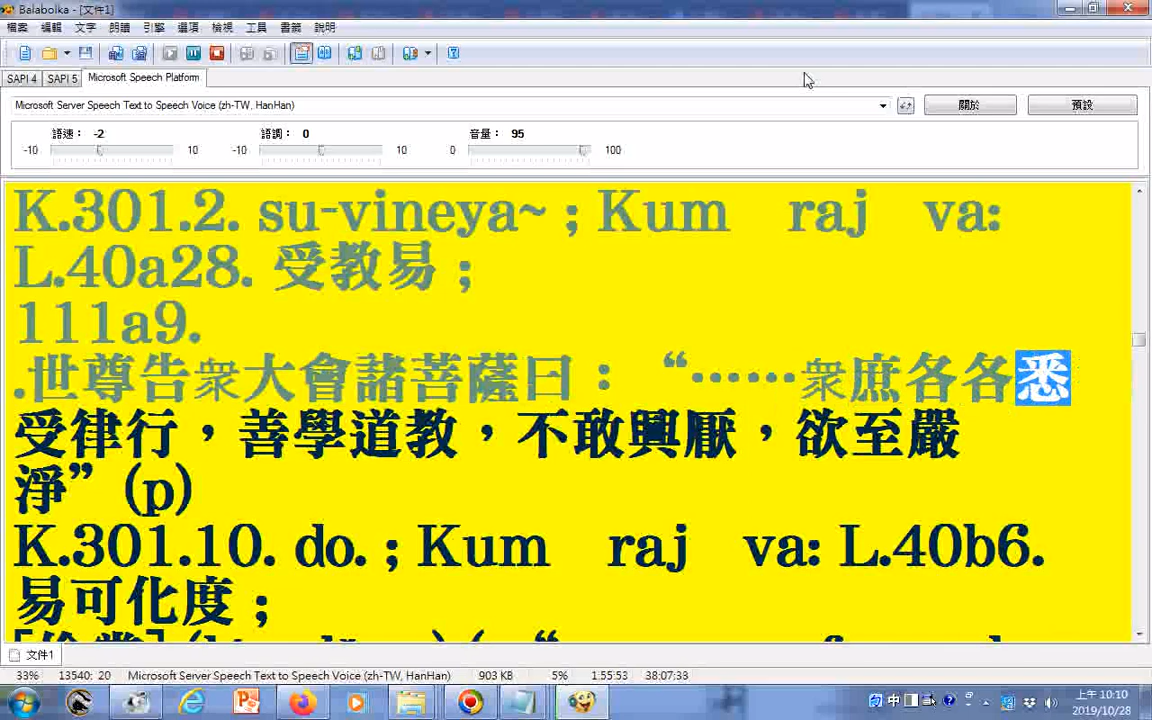 Balabolka - [文件1]
檔案 編輯 文字 朗讀 引擎 選項 檢視 工具 書籤 說明
SAPI 4 SAPI 5 Microsoft Speech Platform
Microsoft Server Speech Text to Speech Voice (zh-TW, HanHan) 關於 預設
語速： -2 語調： 0 音量： 95
-10 10 -10 10 0 100
K.301.2. su-vineya~ ; Kum raj va:
L.40a28. 受教易；
111a9.
.世尊告衆大會諸菩薩曰：“……衆庶各各悉
受律行，善學道教，不敢興厭，欲至嚴
淨”(p)
K.301.10. do. ; Kum raj va: L.40b6.
易可化度；
文件1
33% 13540: 20 Microsoft Server Speech Text to Speech Voice (zh-TW, HanHan) 903 KB 5% 1:55:53 38:07:33
中 上午 10:10
2019/10/28